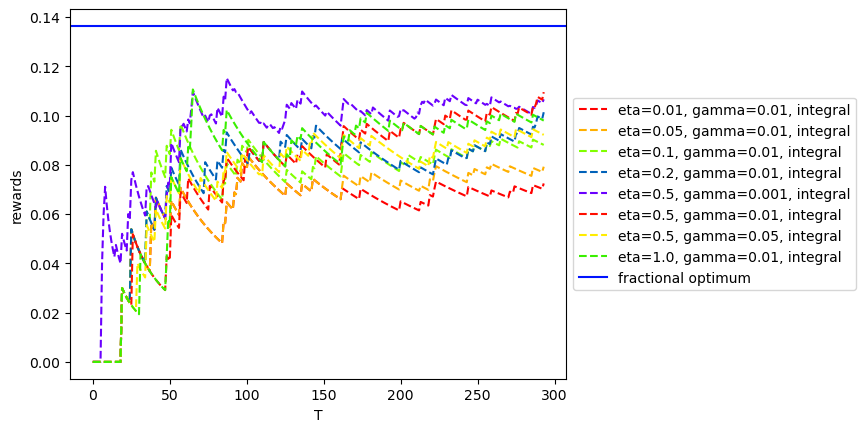 0.14
0.12
0.10
0.08
0.06
0.04
0.02
0.00
rewards
0 50 100 150 200 250 300
T
eta=0.01, gamma=0.01, integral
eta=0.05, gamma=0.01, integral
eta=0.1, gamma=0.01, integral
eta=0.2, gamma=0.01, integral
eta=0.5, gamma=0.001, integral
eta=0.5, gamma=0.01, integral
eta=0.5, gamma=0.05, integral
eta=1.0, gamma=0.01, integral
fractional optimum